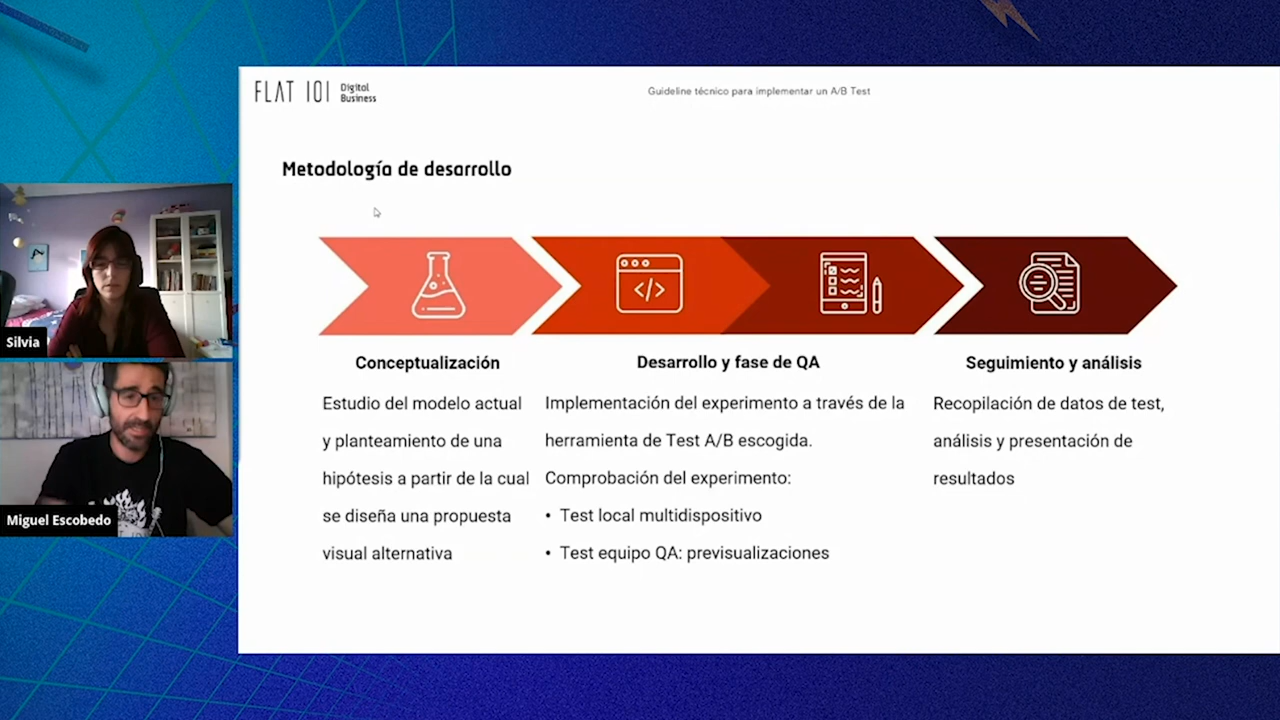 FLAT 101 Digital Business
Guideline técnico para implementar un A/B Test
Metodología de desarrollo
Conceptualización
Estudio del modelo actual
y planteamiento de una
hipótesis a partir de la cual
se diseña una propuesta
visual alternativa
Desarrollo y fase de QA
Implementación del experimento a través de la
herramienta de Test A/B escogida.
Comprobación del experimento:
• Test local multidispositivo
• Test equipo QA: previsualizaciones
Seguimiento y análisis
Recopilación de datos de test,
análisis y presentación de
resultados
Silvia
Miguel Escobedo